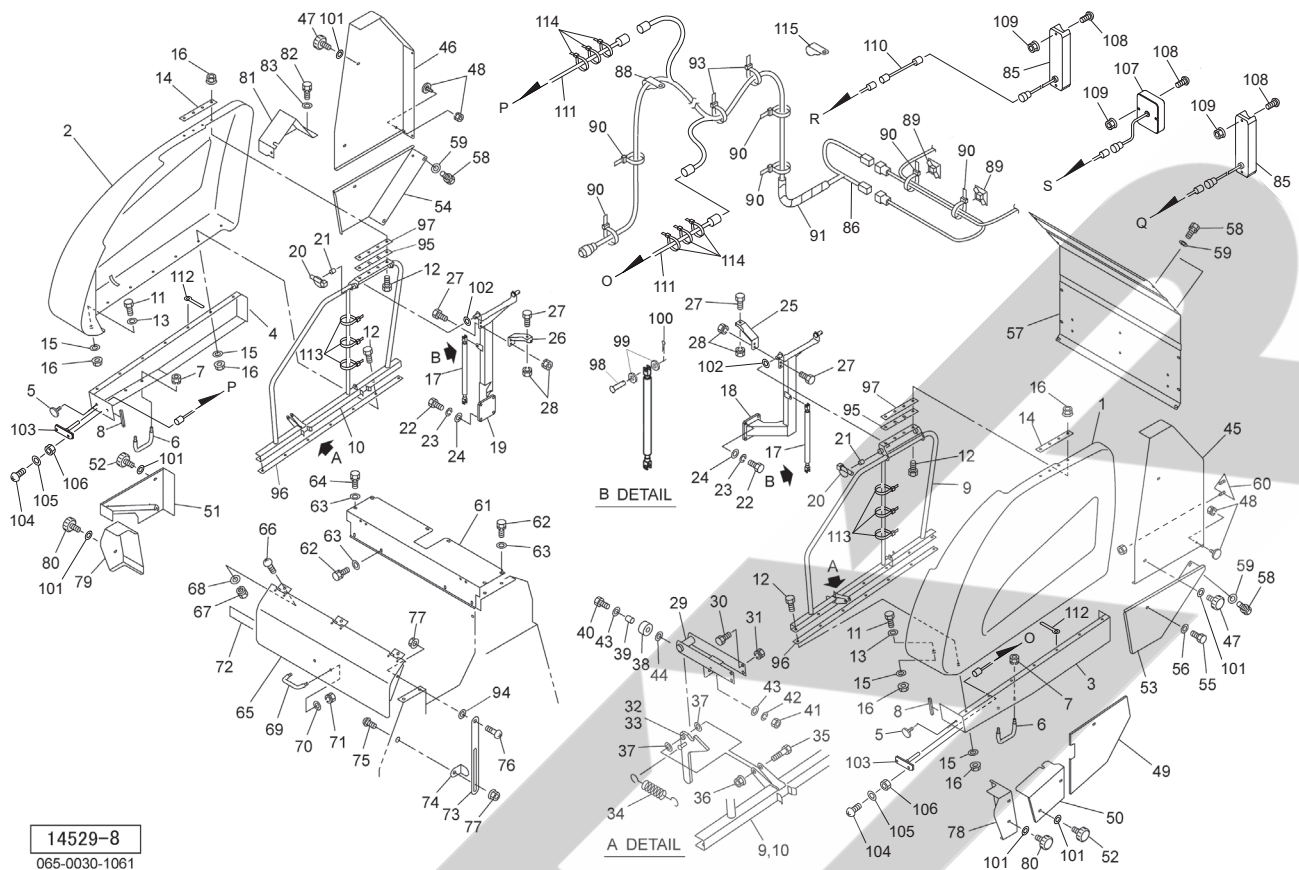 47 101 82 83 81 46 48 114 88 93 115 109 108
16 14 2 P 111 110 85 R 107 108 109
59 58 54 90 90 90 89 90 90 89 109 108
97 95 20 21 12 27 102 O 111 114 91 86 S 85 Q
112 4 11 13 113 12 B 17 27 26 28 100 99 98 27 25 58 59
15 16 15 16 7 P 28 102 27 57
5 8 6 10 22 23 24 19 18 97 95 17 16 14 1 45
103 52 101 A 96 21 20 12 9 60 48
106 105 104 51 64 63 61 62 24 23 22 B
B DETAIL
80 101 79 66 62 63 63 113 59 58
68 67 77 29 30 31 12 A 11 112 O 47 101
72 40 43 39 38 44 96 13 15 16 8 7 3 56 55 53
65 69 70 71 75 94 76 32 33 37 37 43 42 41 5 6 49
74 73 77 34 36 35 103 106 105 104 15 16 78 50
9,10 101 80 101 52
A DETAIL
14529-8
065-0030-1061